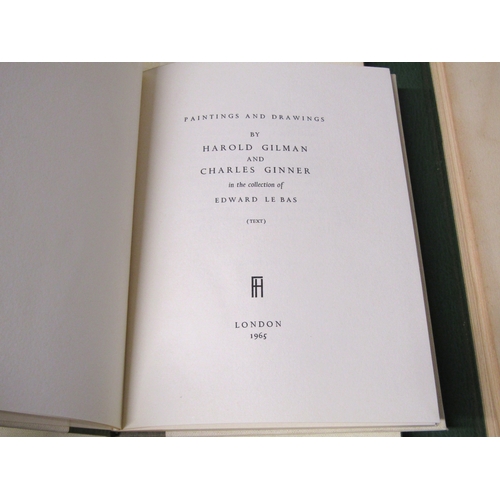 PAINTINGS AND DRAWINGS
BY
HAROLD GILMAN
AND
CHARLES GINNER
in the collection of
EDWARD LE BAS
(TEXT)
LONDON
1965